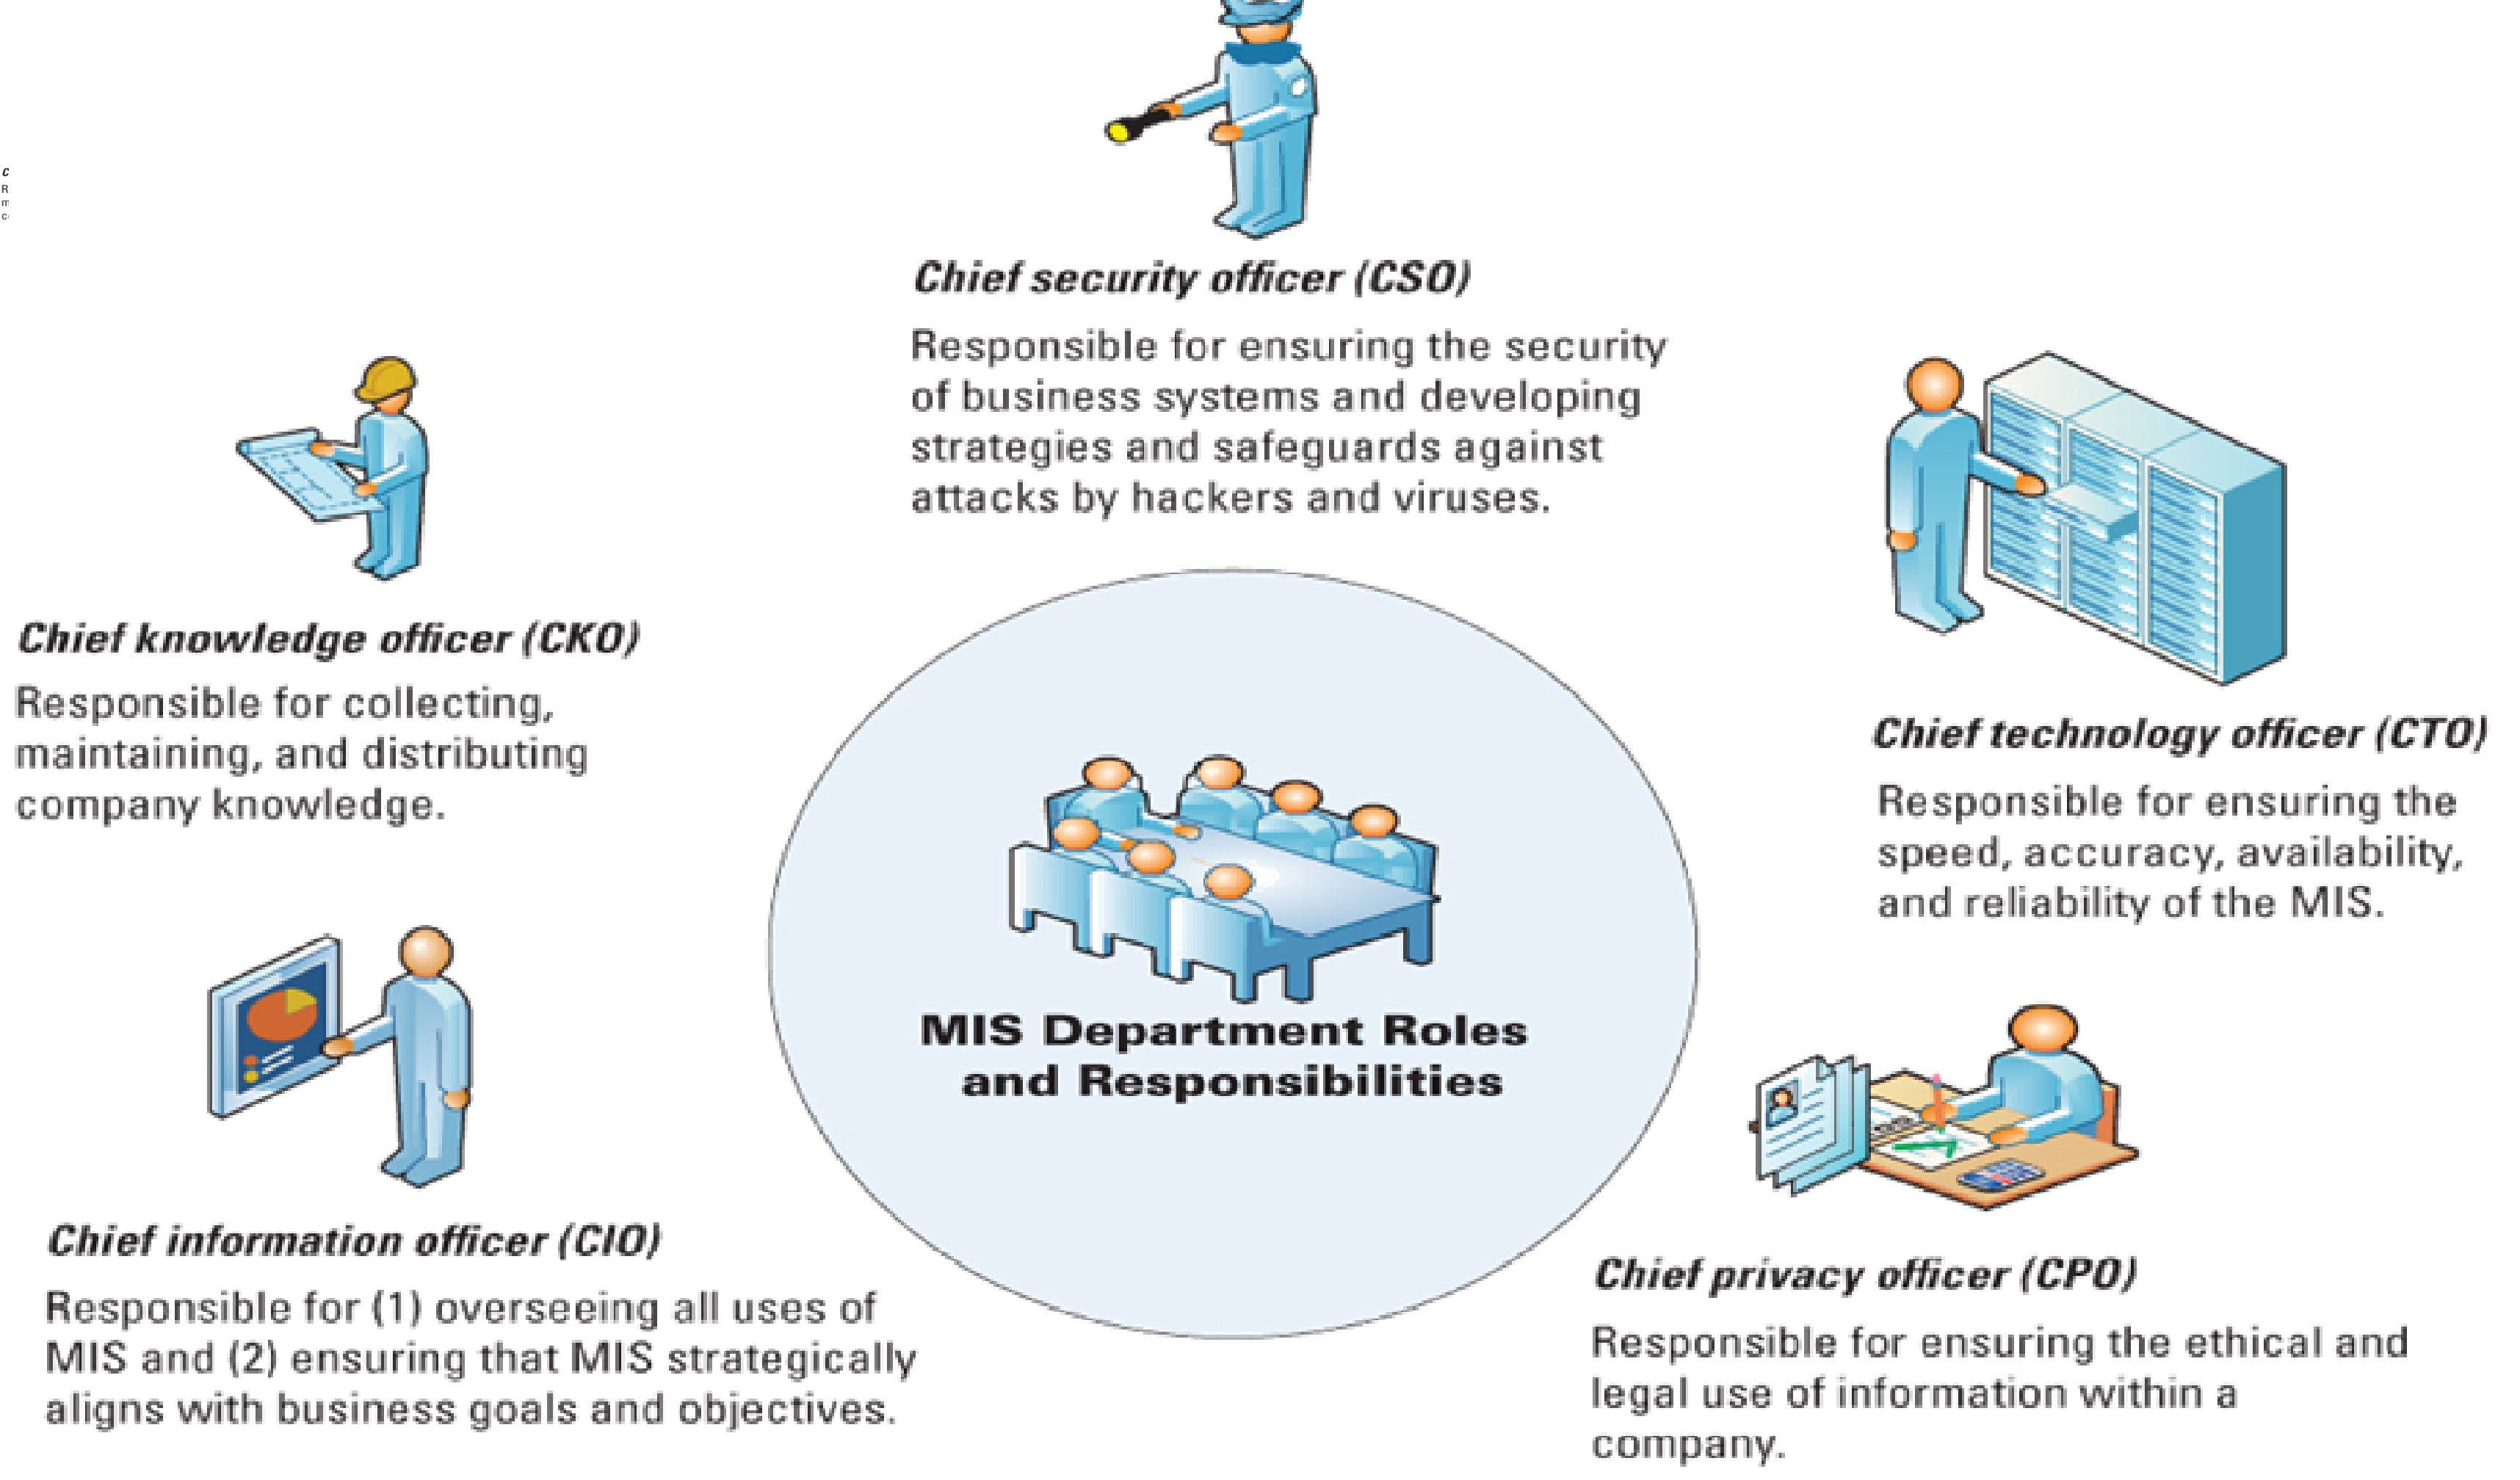 Chief security officer (CSO)
Responsible for ensuring the security
of business systems and developing
strategies and safeguards against
attacks by hackers and viruses.
Chief knowledge officer (CKO)
Responsible for collecting,
maintaining, and distributing
company knowledge.
Chief technology officer (CTO)
Responsible for ensuring the
speed, accuracy, availability,
and reliability of the MIS.
MIS Department Roles
and Responsibilities
Chief information officer (CIO)
Responsible for (1) overseeing all uses of
MIS and (2) ensuring that MIS strategically
aligns with business goals and objectives.
Chief privacy officer (CPO)
Responsible for ensuring the ethical and
legal use of information within a
company.